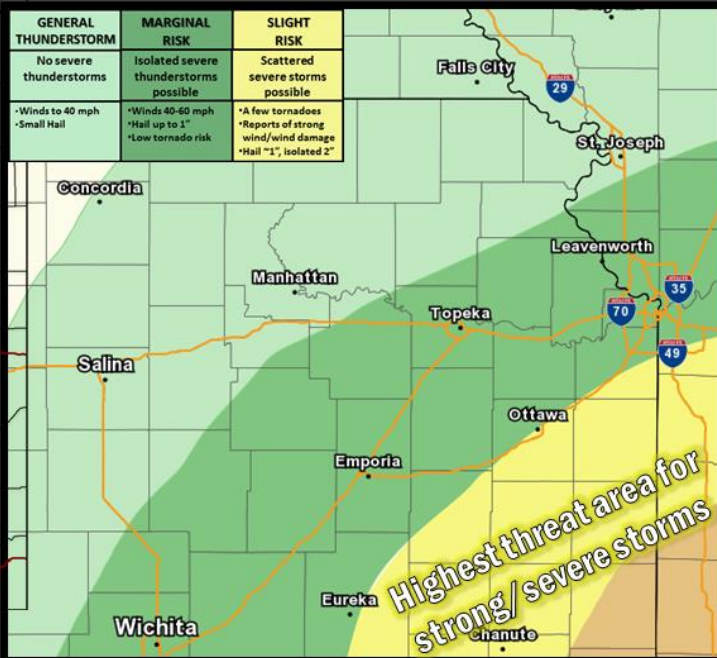 GENERAL
THUNDERSTORM
MARGINAL
RISK
SLIGHT
RISK
No severe
thunderstorms
Isolated severe
thunderstorms
possible
Scattered
severe storms
possible
•Winds to 40 mph
•Small Hail
•Winds 40-60 mph
•Hail up to 1"
•Low tornado risk
•A few tornadoes
•Reports of strong
wind/wind damage
•Hail ~1", isolated 2"
Falls City
29
St. Joseph
Concordia
Leavenworth
Manhattan
35
Topeka
70
49
Salina
Ottawa
Emporia
Highest threat area for
strong/ severe storms
Eureka
Wichita
Chanute